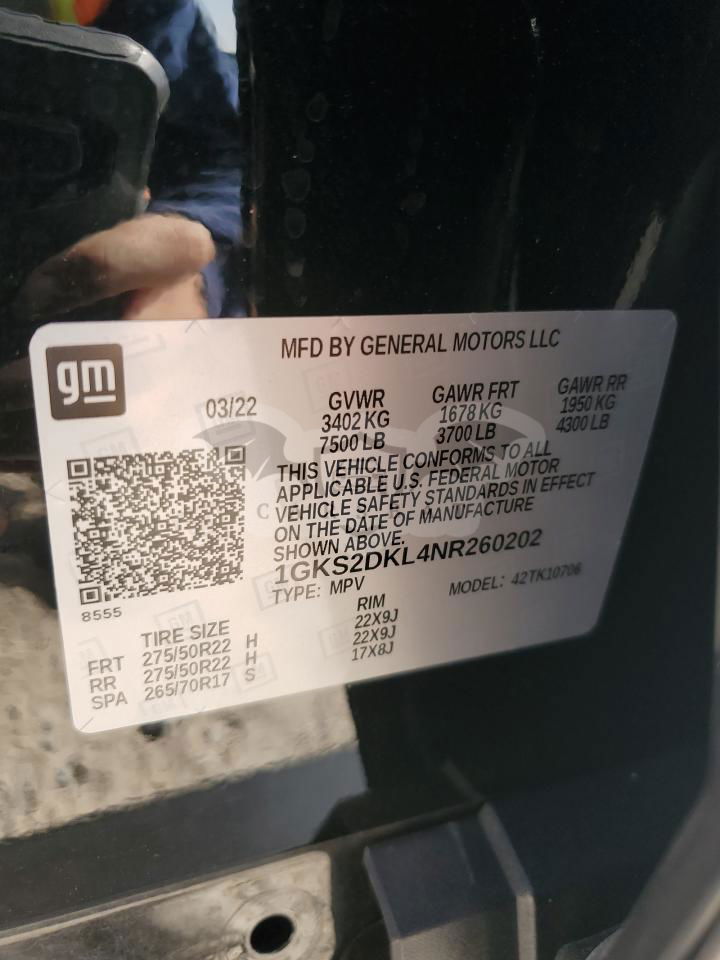 gm
MFD BY GENERAL MOTORS LLC
03/22
GVWR GAWR FRT GAWR RR
3402 KG 1678 KG 1950 KG
7500 LB 3700 LB 4300 LB
THIS VEHICLE CONFORMS TO ALL
APPLICABLE U.S. FEDERAL MOTOR
VEHICLE SAFETY STANDARDS IN EFFECT
ON THE DATE OF MANUFACTURE
SHOWN ABOVE.
1GKS2DKL4NR260202
TYPE: MPV MODEL: 42TK10706
8555
TIRE SIZE RIM
FRT 275/50R22 H 22X9J
RR 275/50R22 H 22X9J
SPA 265/70R17 S 17X8J